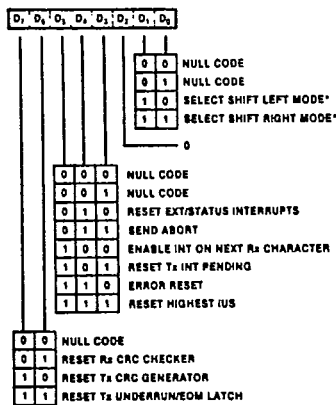 D7 D6 D5 D4 D3 D2 D1 D0
0 0 NULL CODE
0 1 NULL CODE
1 0 SELECT SHIFT LEFT MODE*
1 1 SELECT SHIFT RIGHT MODE*
0
0 0 0 NULL CODE
0 0 1 NULL CODE
0 1 0 RESET EXT/STATUS INTERRUPTS
0 1 1 SEND ABORT
1 0 0 ENABLE INT ON NEXT Rx CHARACTER
1 0 1 RESET Tx INT PENDING
1 1 0 ERROR RESET
1 1 1 RESET HIGHEST IUS
0 0 NULL CODE
0 1 RESET Rx CRC CHECKER
1 0 RESET Tx CRC GENERATOR
1 1 RESET Tx UNDERRUN/EOM LATCH